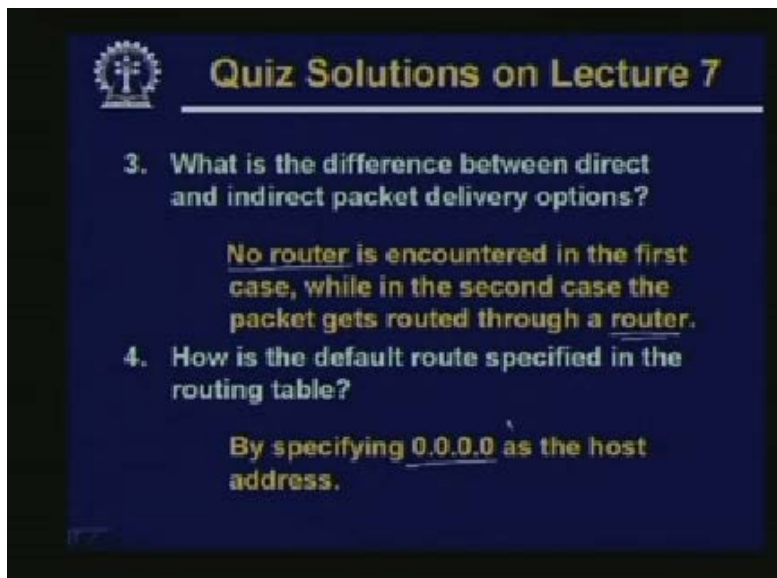 Quiz Solutions on Lecture 7
3. What is the difference between direct
and indirect packet delivery options?
No router is encountered in the first
case, while in the second case the
packet gets routed through a router.
4. How is the default route specified in the
routing table?
By specifying 0.0.0.0 as the host
address.